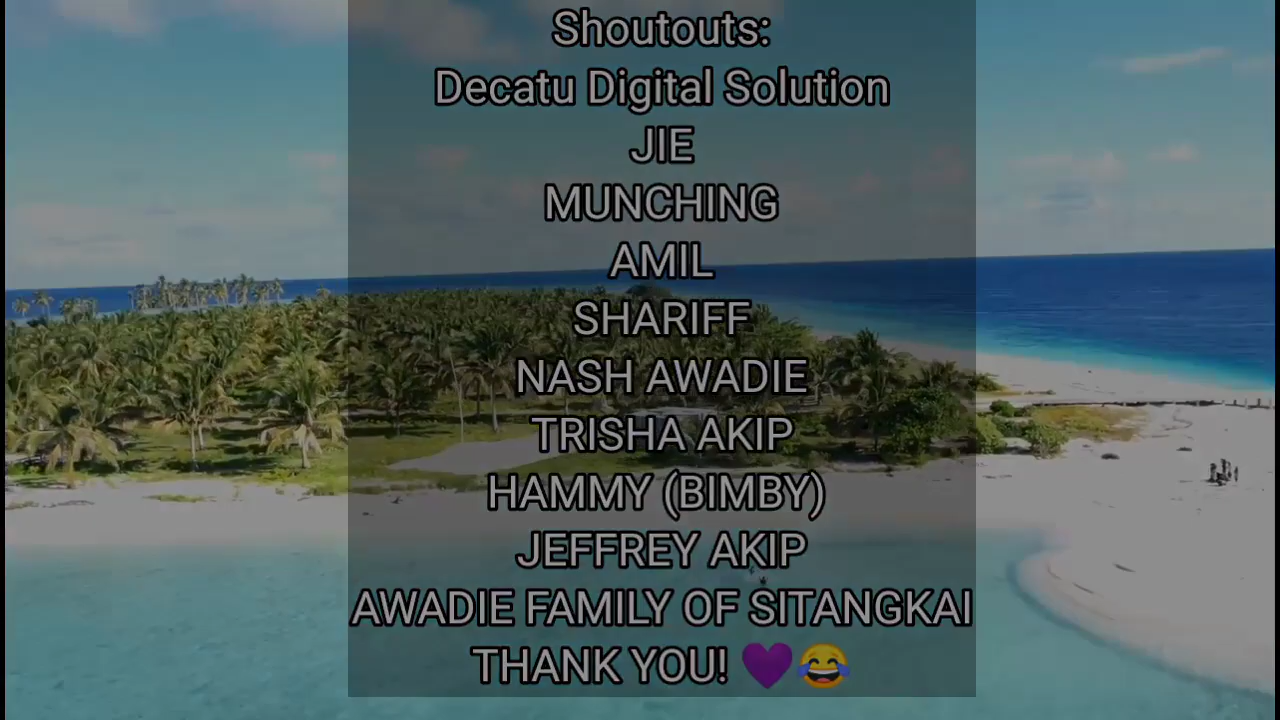 Shoutouts:
Decatu Digital Solution
JIE
MUNCHING
AMIL
SHARIFF
NASH AWADIE
TRISHA AKIP
HAMMY (BIMBY)
JEFFREY AKIP
AWADIE FAMILY OF SITANGKAI
THANK YOU! 💜😂